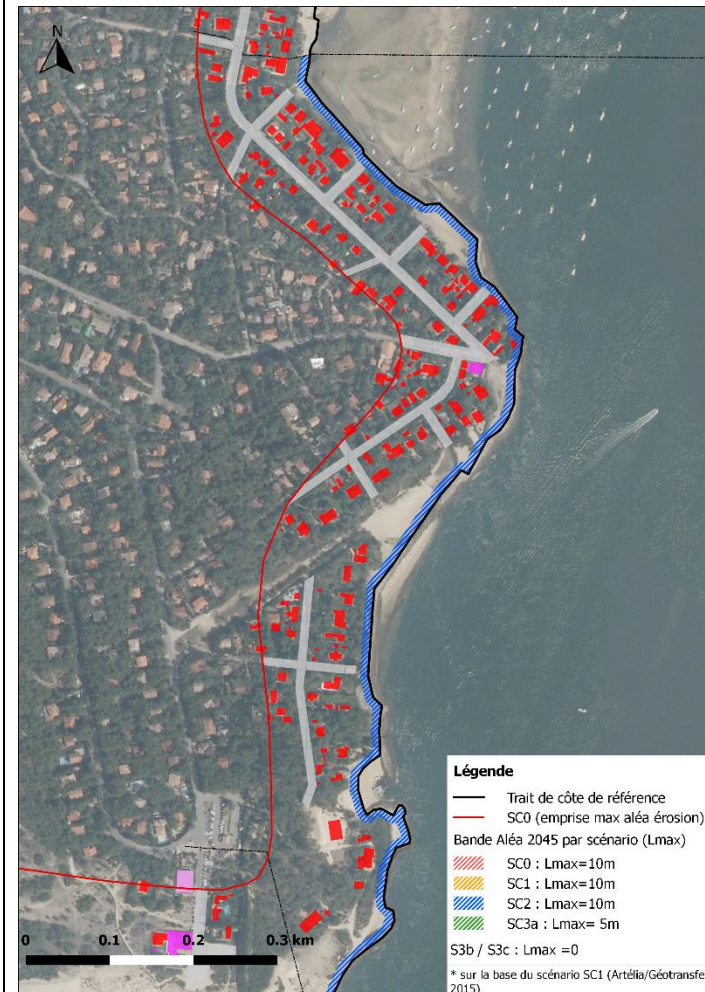 N
0 0.1 0.2 0.3 km
Légende
Trait de côte de référence
SC0 (emprise max aléa érosion)
Bande Aléa 2045 par scénario (Lmax)
SC0 : Lmax=10m
SC1 : Lmax=10m
SC2 : Lmax=10m
SC3a : Lmax= 5m
S3b / S3c : Lmax =0
* sur la base du scénario SC1 (Artélia/Géotransfe
2015)